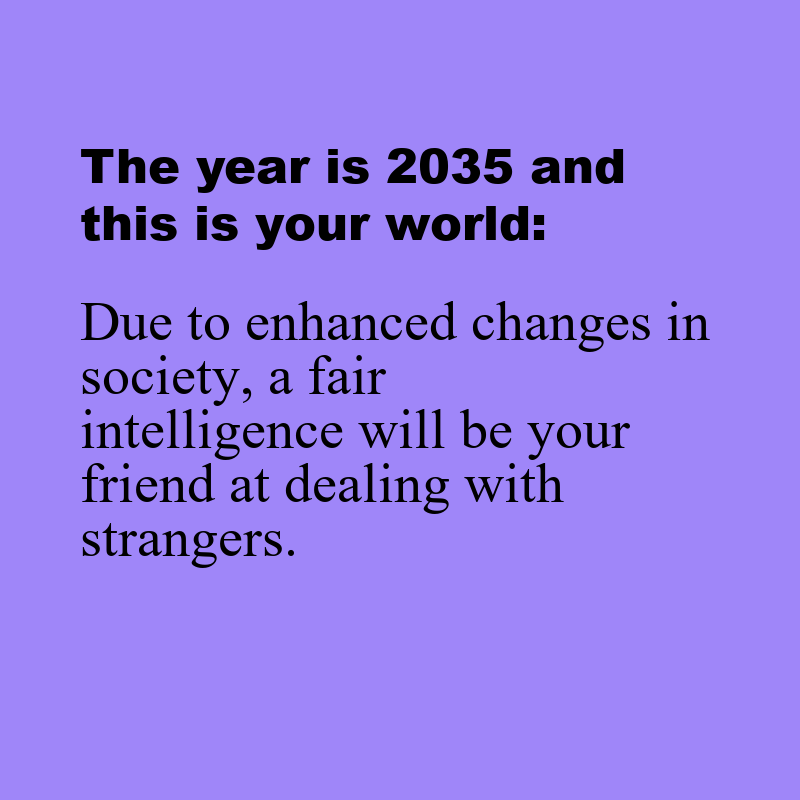 The year is 2035 and
this is your world:
Due to enhanced changes in
society, a fair
intelligence will be your
friend at dealing with
strangers.